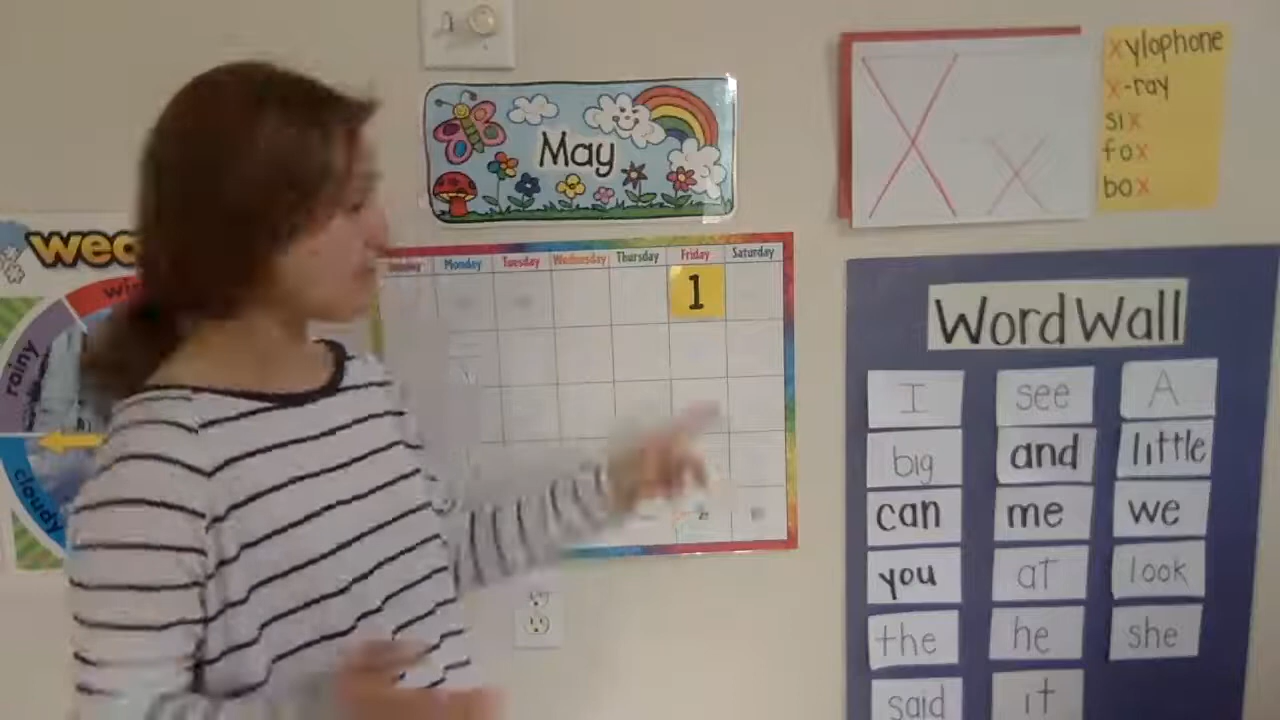 May
xylophone
x-ray
six
fox
box
X x
Monday Tuesday Wednesday Thursday Friday Saturday
1
rainy
cloudy
Word Wall
I see A
big and little
can me we
you at look
the he she
said it